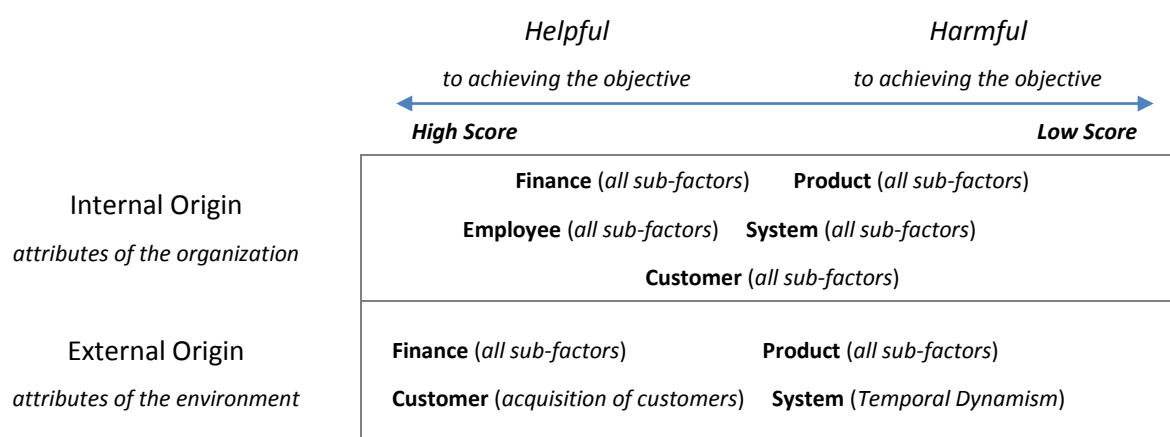 Helpful Harmful
to achieving the objective to achieving the objective
High Score Low Score
Finance (all sub-factors) Product (all sub-factors)
Internal Origin
Employee (all sub-factors) System (all sub-factors)
attributes of the organization
Customer (all sub-factors)
External Origin Finance (all sub-factors) Product (all sub-factors)
attributes of the environment Customer (acquisition of customers) System (Temporal Dynamism)